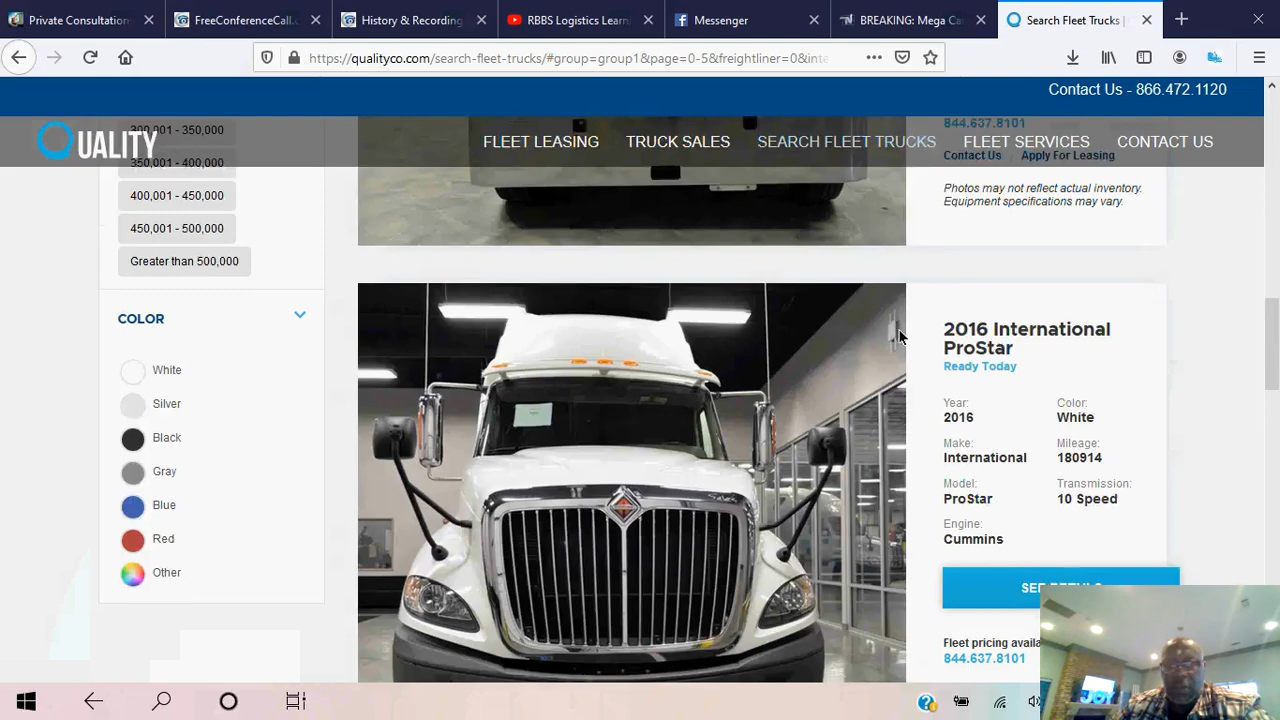 Private Consultation
FreeConferenceCall.c
History & Recording
RBBS Logistics Learn
Messenger
BREAKING: Mega Ca
Search Fleet Trucks |
https://qualityco.com/search-fleet-trucks/#group=group1&page=0-5&freightliner=0&inte
Contact Us - 866.472.1120
QUALITY
FLEET LEASING
TRUCK SALES
SEARCH FLEET TRUCKS
FLEET SERVICES
CONTACT US
300,001 - 350,000
350,001 - 400,000
400,001 - 450,000
450,001 - 500,000
Greater than 500,000
COLOR
White
Silver
Black
Gray
Blue
Red
Other
844.637.8101
Contact Us
Apply For Leasing
Photos may not reflect actual inventory.
Equipment specifications may vary.
2016 International
ProStar
Ready Today
Year:
2016
Color:
White
Make:
International
Mileage:
180914
Model:
ProStar
Transmission:
10 Speed
Engine:
Cummins
SEE DETAILS
Fleet pricing availa
844.637.8101
JOY